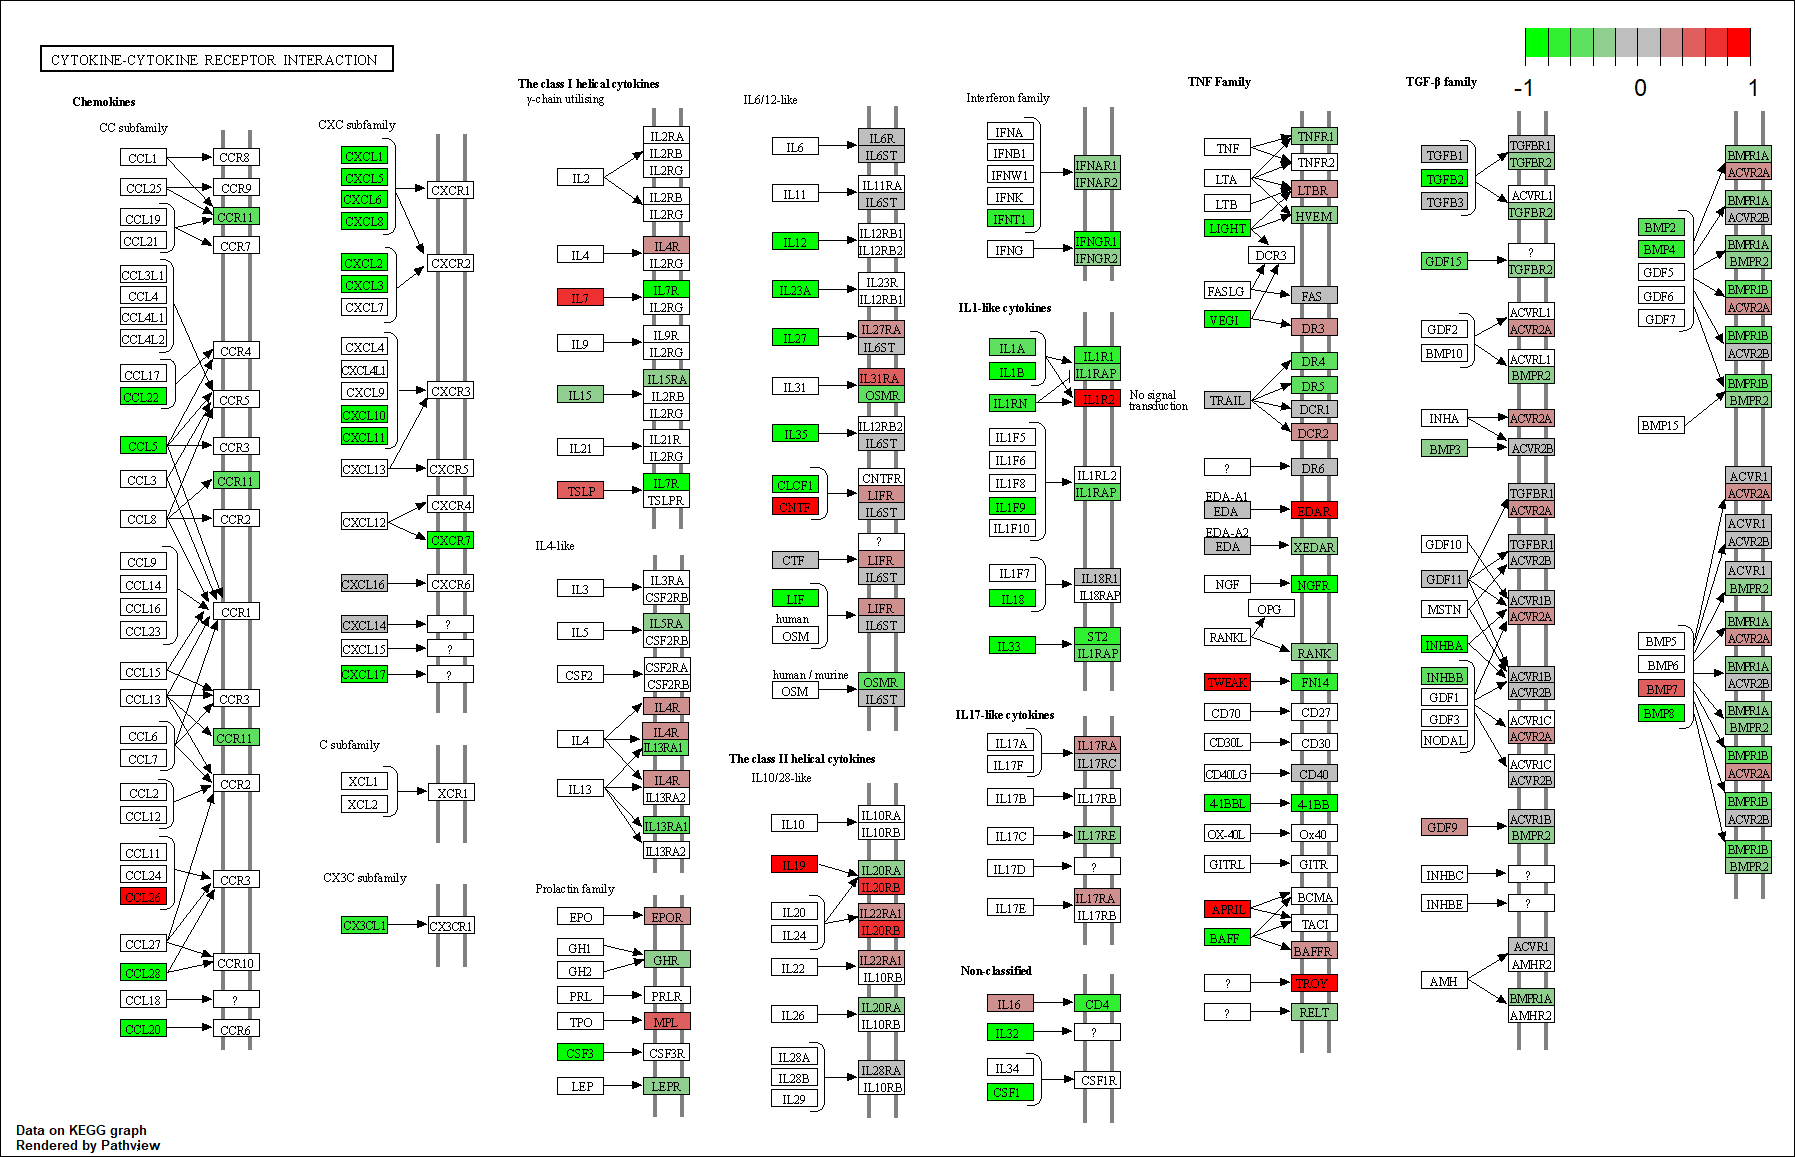 CYTOKINE-CYTOKINE RECEPTOR INTERACTION
-1
0
1
Chemokines
CC subfamily
CCL1
CCR8
CCL25
CCR9
CCR11
CCL19
CCL21
CCR7
CCL3L1
CCL4
CCL4L1
CCL4L2
CCR4
CCL17
CCL22
CCR5
CCL5
CCR3
CCL3
CCR11
CCL8
CCR2
CCL9
CCL14
CCL16
CCL23
CCR1
CCL15
CCL13
CCR3
CCL6
CCL7
CCR11
CCL2
CCL12
CCR2
CCL11
CCL24
CCL26
CCR3
CCL27
CCL28
CCR10
CCL18
?
CCL20
CCR6
CXC subfamily
CXCL1
CXCL5
CXCL6
CXCL8
CXCR1
CXCL2
CXCL3
CXCL7
CXCR2
CXCL4
CXCL4L1
CXCL9
CXCL10
CXCL11
CXCR3
CXCL13
CXCR5
CXCL12
CXCR4
CXCR7
CXCL16
CXCR6
CXCL14
?
CXCL15
?
CXCL17
?
C subfamily
XCL1
XCL2
XCR1
CX3C subfamily
CX3CL1
CX3CR1
The class I helical cytokines
γ-chain utilising
IL2
IL2RA
IL2RB
IL2RG
IL2RB
IL2RG
IL4
IL4R
IL2RG
IL7
IL7R
IL2RG
IL9
IL9R
IL2RG
IL15
IL15RA
IL2RB
IL2RG
IL21
IL21R
IL2RG
TSLP
IL7R
TSLPR
IL4-like
IL3
IL3RA
CSF2RB
IL5
IL5RA
CSF2RB
CSF2
CSF2RA
CSF2RB
IL4R
IL4
IL4R
IL13RA1
IL13
IL4R
IL13RA2
IL13RA1
IL13RA2
Prolactin family
EPO
EPOR
GH1
GH2
GHR
PRL
PRLR
TPO
MPL
CSF3
CSF3R
LEP
LEPR
IL6/12-like
IL6
IL6R
IL6ST
IL11
IL11RA
IL6ST
IL12
IL12RB1
IL12RB2
IL23A
IL23R
IL12RB1
IL27
IL27RA
IL6ST
IL31
IL31RA
OSMR
IL35
IL12RB2
IL6ST
CLCF1
CNTF
CNTFR
LIFR
IL6ST
CTF
?
LIFR
IL6ST
LIF
human
OSM
LIFR
IL6ST
human / murine
OSM
OSMR
IL6ST
The class II helical cytokines
IL10/28-like
IL10
IL10RA
IL10RB
IL19
IL20RA
IL20RB
IL20
IL24
IL22RA1
IL20RB
IL22
IL22RA1
IL10RB
IL26
IL20RA
IL10RB
IL28A
IL28B
IL29
IL28RA
IL10RB
Interferon family
IFNA
IFNB1
IFNW1
IFNK
IFNT1
IFNAR1
IFNAR2
IFNG
IFNGR1
IFNGR2
IL1-like cytokines
IL1A
IL1B
IL1RN
IL1R1
IL1RAP
IL1R2
No signal
transduction
IL1F5
IL1F6
IL1F8
IL1F9
IL1F10
IL1RL2
IL1RAP
IL1F7
IL18
IL18R1
IL18RAP
IL33
ST2
IL1RAP
IL17-like cytokines
IL17A
IL17F
IL17RA
IL17RC
IL17B
IL17RB
IL17C
IL17RE
IL17D
?
IL17E
IL17RA
IL17RB
Non-classified
IL16
CD4
IL32
?
IL34
CSF1
CSF1R
TNF Family
TNF
TNFR1
TNFR2
LTA
LTB
LTBR
LIGHT
HVEM
DCR3
FASLG
FAS
VEGI
DR3
TRAIL
DR4
DR5
DCR1
DCR2
?
DR6
EDA-A1
EDA
EDAR
EDA-A2
EDA
XEDAR
NGF
NGFR
OPG
RANKL
RANK
TWEAK
FN14
CD70
CD27
CD30L
CD30
CD40LG
CD40
4-1BBL
4-1BB
OX-40L
Ox40
GITRL
GITR
APRIL
BCMA
TACI
BAFF
BAFFR
?
TROY
?
RELT
TGF-β family
TGFB1
TGFB2
TGFB3
TGFBR1
TGFBR2
ACVRL1
TGFBR2
GDF15
?
TGFBR2
GDF2
BMP10
ACVRL1
ACVR2A
ACVRL1
BMPR2
INHA
ACVR2A
BMP3
ACVR2B
TGFBR1
ACVR2A
GDF10
GDF11
MSTN
TGFBR1
ACVR2B
ACVR1B
ACVR2A
INHBA
INHBB
GDF1
GDF3
NODAL
ACVR1B
ACVR2B
ACVR1C
ACVR2A
ACVR1C
ACVR2B
GDF9
ACVR1B
BMPR2
INHBC
?
INHBE
?
AMH
ACVR1
AMHR2
BMPR1A
AMHR2
BMP2
BMP4
GDF5
GDF6
GDF7
BMP15
BMPR1A
ACVR2A
BMPR1A
ACVR2B
BMPR1A
BMPR2
BMPR1B
ACVR2A
BMPR1B
ACVR2B
BMPR1B
BMPR2
BMP5
BMP6
BMP7
BMP8
ACVR1
ACVR2A
ACVR1
ACVR2B
ACVR1
BMPR2
BMPR1A
ACVR2A
BMPR1A
ACVR2B
BMPR1A
BMPR2
BMPR1B
ACVR2A
BMPR1B
ACVR2B
BMPR1B
BMPR2
Data on KEGG graph
Rendered by Pathview